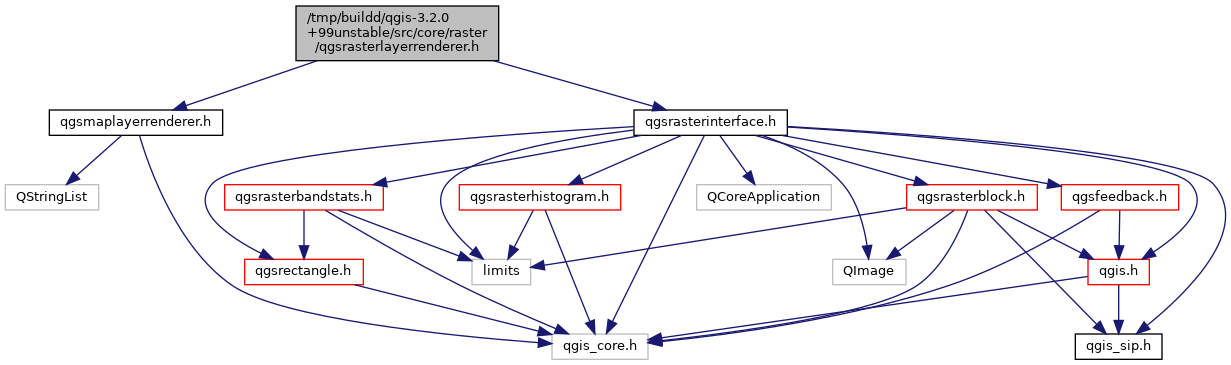 /tmp/buildd/qgis-3.2.0
+99unstable/src/core/raster
/qgsrasterlayerrenderer.h
qgsmaplayerrenderer.h
qgsrasterinterface.h
QStringList
qgsrasterbandstats.h
qgsrasterhistogram.h
QCoreApplication
qgsrasterblock.h
qgsfeedback.h
qgsrectangle.h
limits
QImage
qgis.h
qgis_core.h
qgis_sip.h